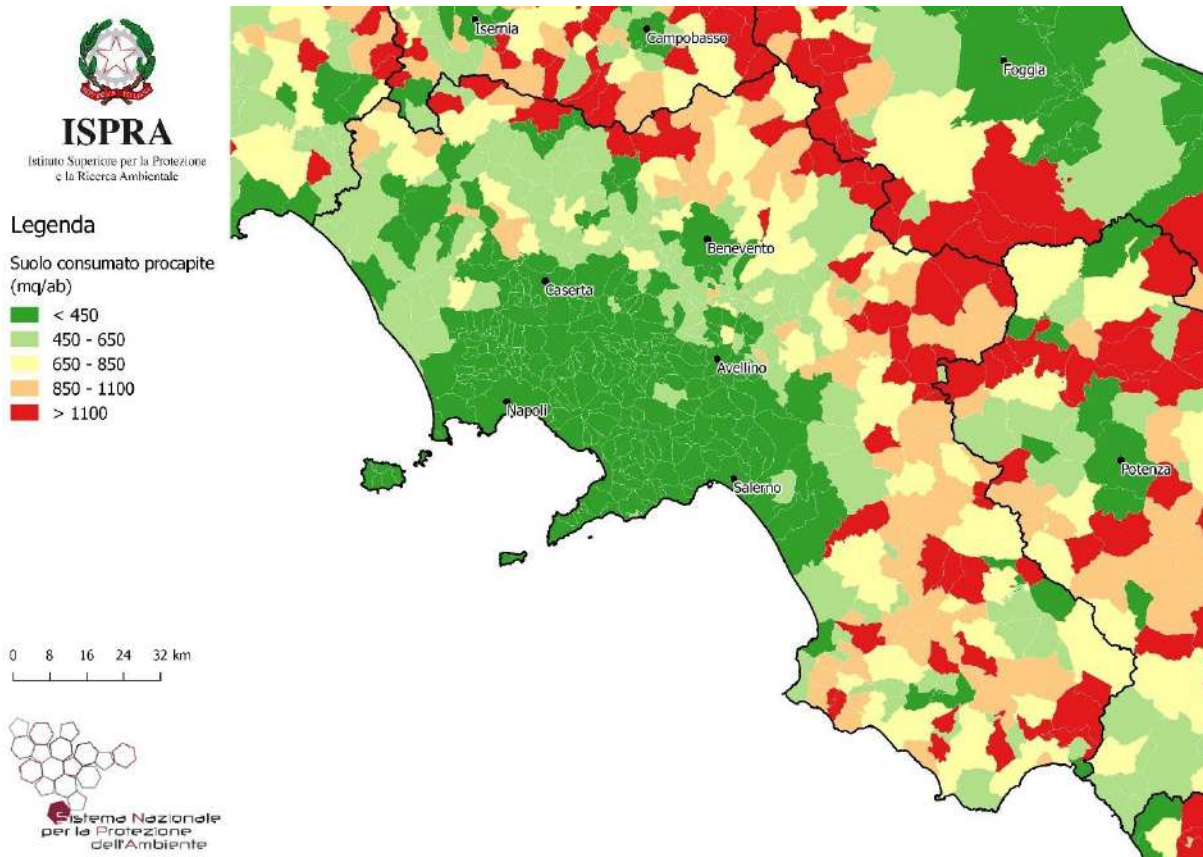 ISPRA
Istituto Superiore per la Protezione
e la Ricerca Ambientale
Legenda
Suolo consumato procapite
(mq/ab)
< 450
450 - 650
650 - 850
850 - 1100
> 1100
Isernia
Campobasso
Foggia
Benevento
Caserta
Avellino
Napoli
Potenza
Salerno
0 8 16 24 32 km
Sistema Nazionale
per la Protezione
dell'Ambiente